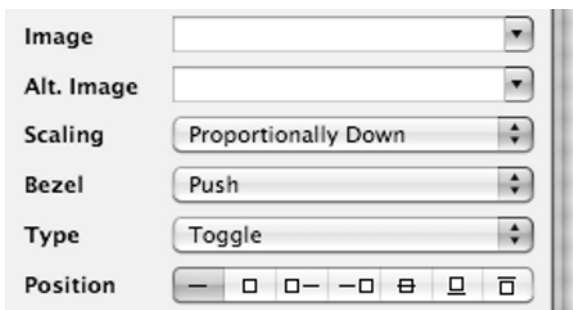 Image
Alt. Image
Scaling Proportionally Down
Bezel Push
Type Toggle
Position